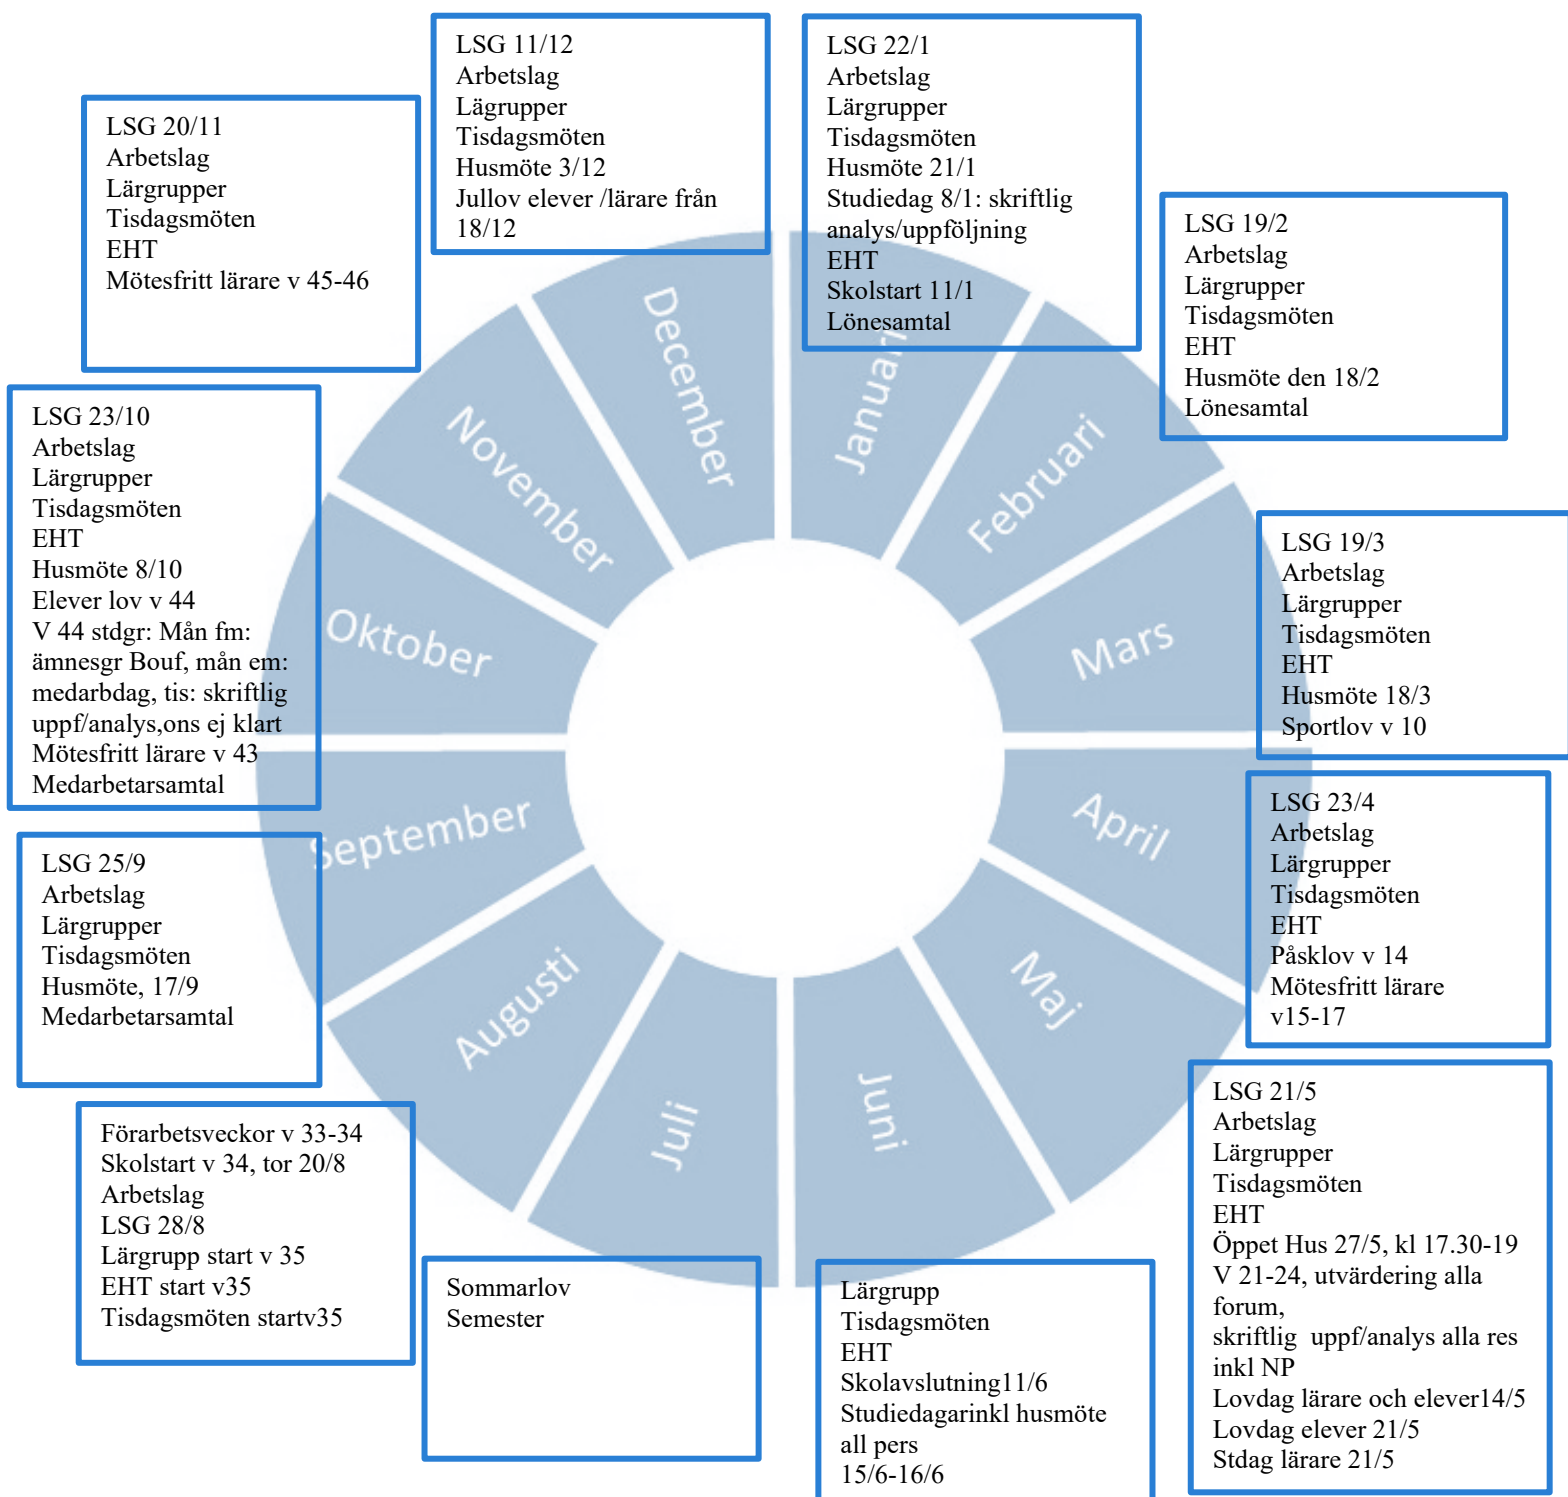 LSG 11/12
Arbetslag
Lägrupper
Tisdagsmöten
Husmöte 3/12
Jullov elever /lärare från
18/12
LSG 22/1
Arbetslag
Lärgrupper
Tisdagsmöten
Husmöte 21/1
Studiedag 8/1: skriftlig
analys/uppföljning
EHT
Skolstart 11/1
Lönesamtal
LSG 20/11
Arbetslag
Lärgrupper
Tisdagsmöten
EHT
Mötesfritt lärare v 45-46
LSG 19/2
Arbetslag
Lärgrupper
Tisdagsmöten
EHT
Husmöte den 18/2
Lönesamtal
December
Januari
November
Februari
LSG 23/10
Arbetslag
Lärgrupper
Tisdagsmöten
EHT
Husmöte 8/10
Elever lov v 44
V 44 stdgr: Mån fm:
ämnesgr Bouf, mån em:
medarbdag, tis: skriftlig
uppf/analys,ons ej klart
Mötesfritt lärare v 43
Medarbetarsamtal
Oktober
Mars
LSG 19/3
Arbetslag
Lärgrupper
Tisdagsmöten
EHT
Husmöte 18/3
Sportlov v 10
September
April
LSG 23/4
Arbetslag
Lärgrupper
Tisdagsmöten
EHT
Påsklov v 14
Mötesfritt lärare
v15-17
LSG 25/9
Arbetslag
Lärgrupper
Tisdagsmöten
Husmöte, 17/9
Medarbetarsamtal
Augusti
Maj
Juli
Juni
Förarbetsveckor v 33-34
Skolstart v 34, tor 20/8
Arbetslag
LSG 28/8
Lärgrupp start v 35
EHT start v35
Tisdagsmöten startv35
LSG 21/5
Arbetslag
Lärgrupper
Tisdagsmöten
EHT
Öppet Hus 27/5, kl 17.30-19
V 21-24, utvärdering alla
forum,
skriftlig uppf/analys alla res
inkl NP
Lovdag lärare och elever14/5
Lovdag elever 21/5
Stdag lärare 21/5
Sommarlov
Semester
Lärgrupp
Tisdagsmöten
EHT
Skolavslutning11/6
Studiedagarinkl husmöte
all pers
15/6-16/6